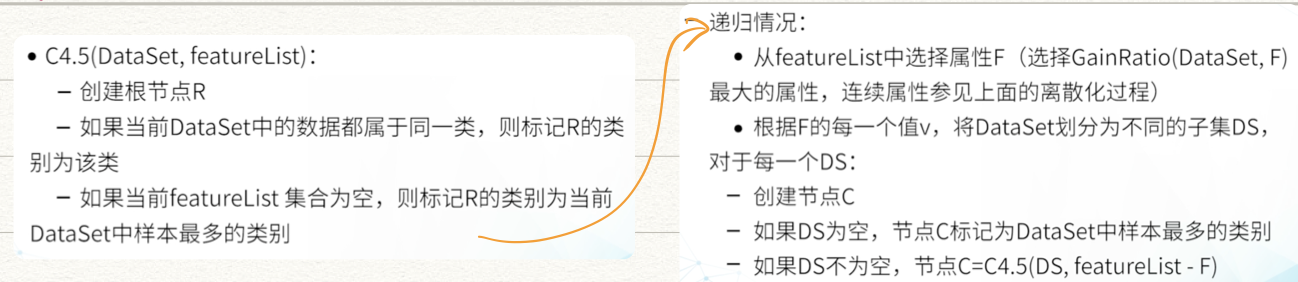 • C4.5(DataSet, featureList)：
– 创建根节点R
– 如果当前DataSet中的数据都属于同一类，则标记R的类
别为该类
– 如果当前featureList 集合为空，则标记R的类别为当前
DataSet中样本最多的类别
递归情况：
• 从featureList中选择属性F（选择GainRatio(DataSet, F)
最大的属性，连续属性参见上面的离散化过程）
• 根据F的每一个值v，将DataSet划分为不同的子集DS，
对于每一个DS：
– 创建节点C
– 如果DS为空，节点C标记为DataSet中样本最多的类别
– 如果DS不为空，节点C=C4.5(DS, featureList - F)